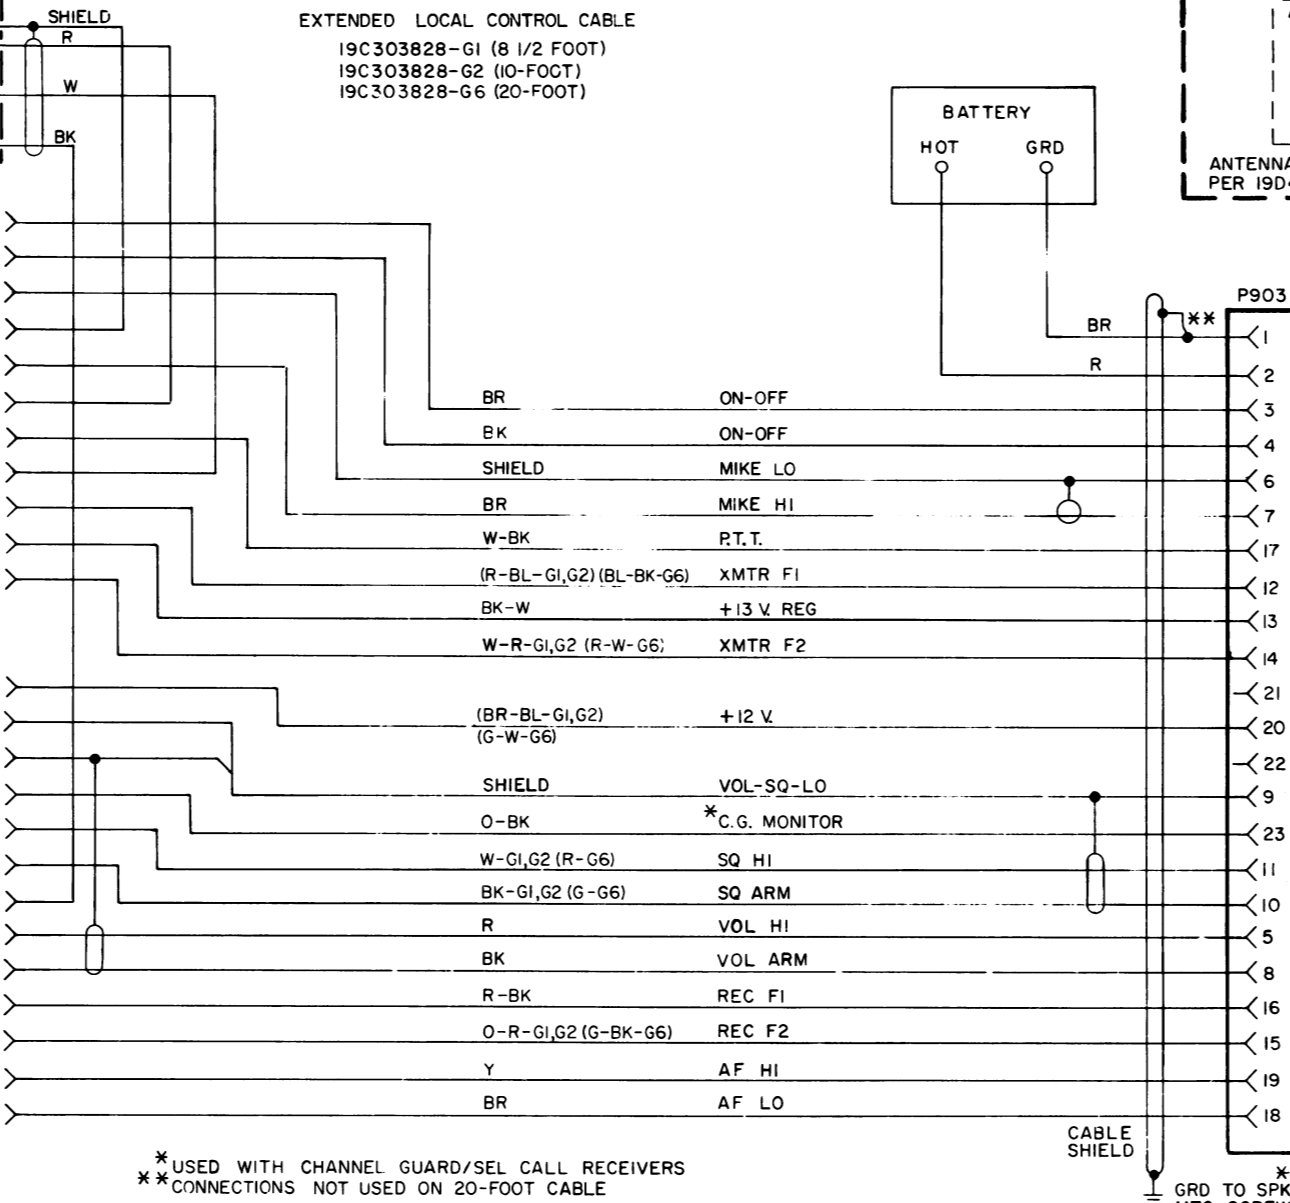 SHIELD
R
W
BK
EXTENDED LOCAL CONTROL CABLE
19C303828-G1 (8 1/2 FOOT)
19C303828-G2 (10-FOOT)
19C303828-G6 (20-FOOT)
BATTERY
HOT GRD
ANTENNA
PER 19D4
P903
BR ** 1
R 2
BR ON-OFF 3
BK ON-OFF 4
SHIELD MIKE LO 6
BR MIKE HI 7
W-BK P.T.T. 17
(R-BL-G1,G2) (BL-BK-G6) XMTR F1 12
BK-W +13 V. REG 13
W-R-G1,G2 (R-W-G6) XMTR F2 14
21
(BR-BL-G1,G2) +12 V. 20
(G-W-G6)
22
SHIELD VOL-SQ-LO 9
O-BK *C.G. MONITOR 23
W-G1,G2 (R-G6) SQ HI 11
BK-G1,G2 (G-G6) SQ ARM 10
R VOL HI 5
BK VOL ARM 8
R-BK REC F1 16
O-R-G1,G2 (G-BK-G6) REC F2 15
Y AF HI 19
BR AF LO 18
CABLE
SHIELD
*USED WITH CHANNEL GUARD/SEL CALL RECEIVERS
**CONNECTIONS NOT USED ON 20-FOOT CABLE
*
GRD TO SPK